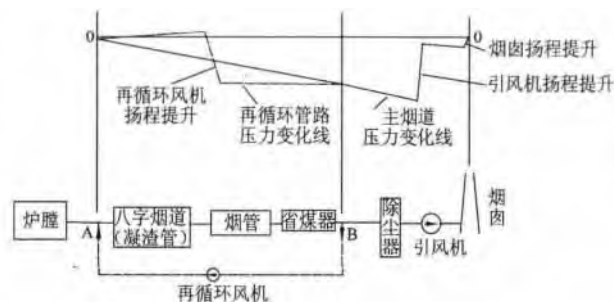 0
0
再循环风机
扬程提升
再循环管路
压力变化线
主烟道
压力变化线
烟囱扬程提升
引风机扬程提升
炉膛
A
八字烟道
(凝渣管)
烟管
省煤器
B
除尘器
引风机
烟囱
再循环风机